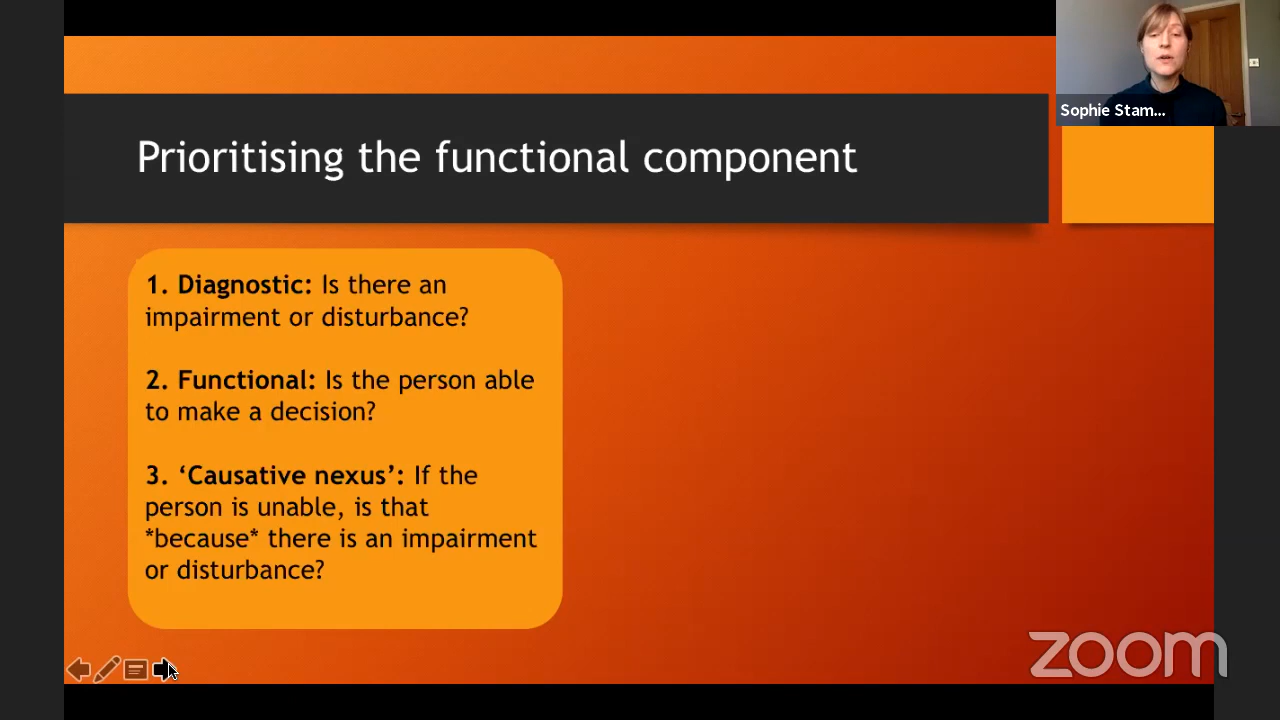 Sophie Stam...
Prioritising the functional component
1. Diagnostic: Is there an
impairment or disturbance?
2. Functional: Is the person able
to make a decision?
3. ‘Causative nexus’: If the
person is unable, is that
*because* there is an impairment
or disturbance?
zoom